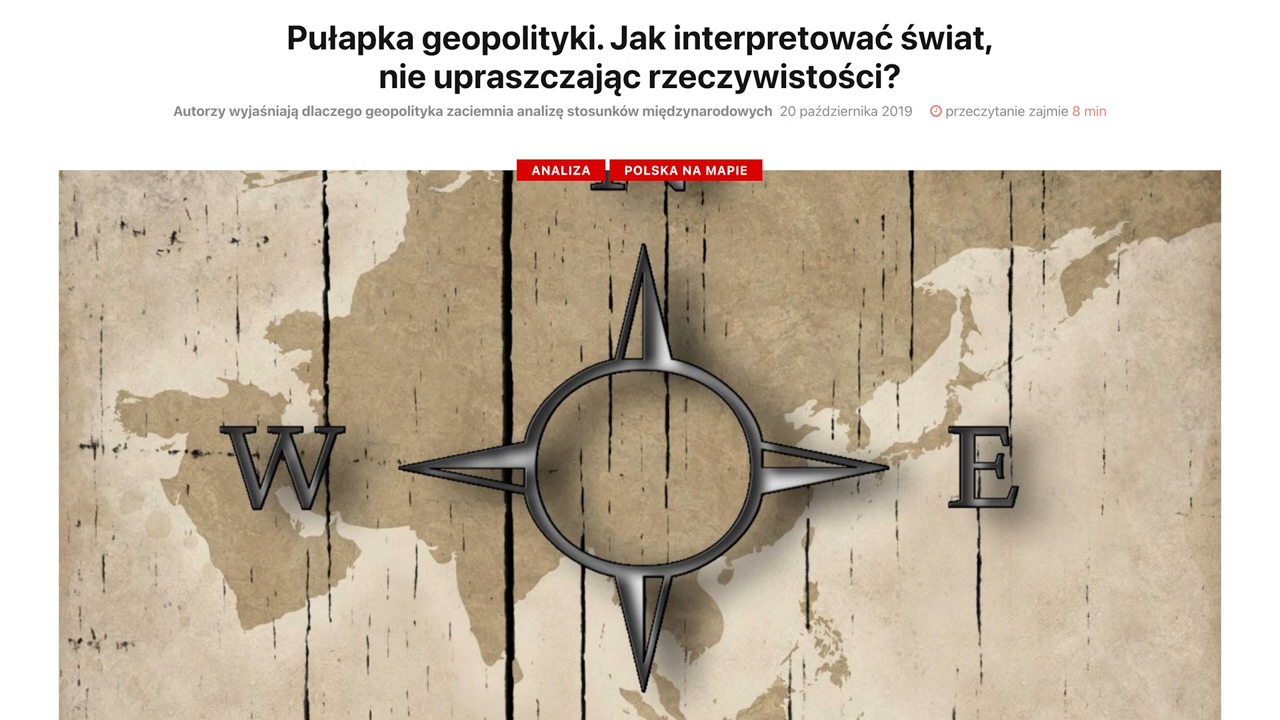 Pułapka geopolityki. Jak interpretować świat,
nie upraszczając rzeczywistości?
Autorzy wyjaśniają dlaczego geopolityka zaciemnia analizę stosunków międzynarodowych 20 października 2019 przeczytanie zajmie 8 min
ANALIZA POLSKA NA MAPIE
N
W E